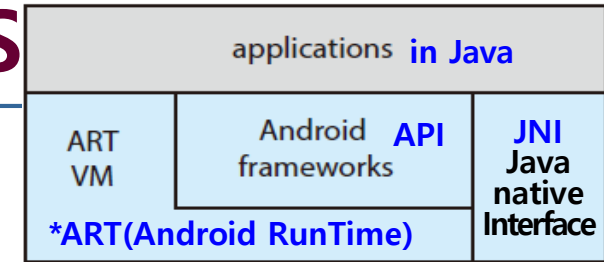 S
applications in Java
ART
VM
Android API
frameworks
JNI
Java
native
Interface
*ART(Android RunTime)